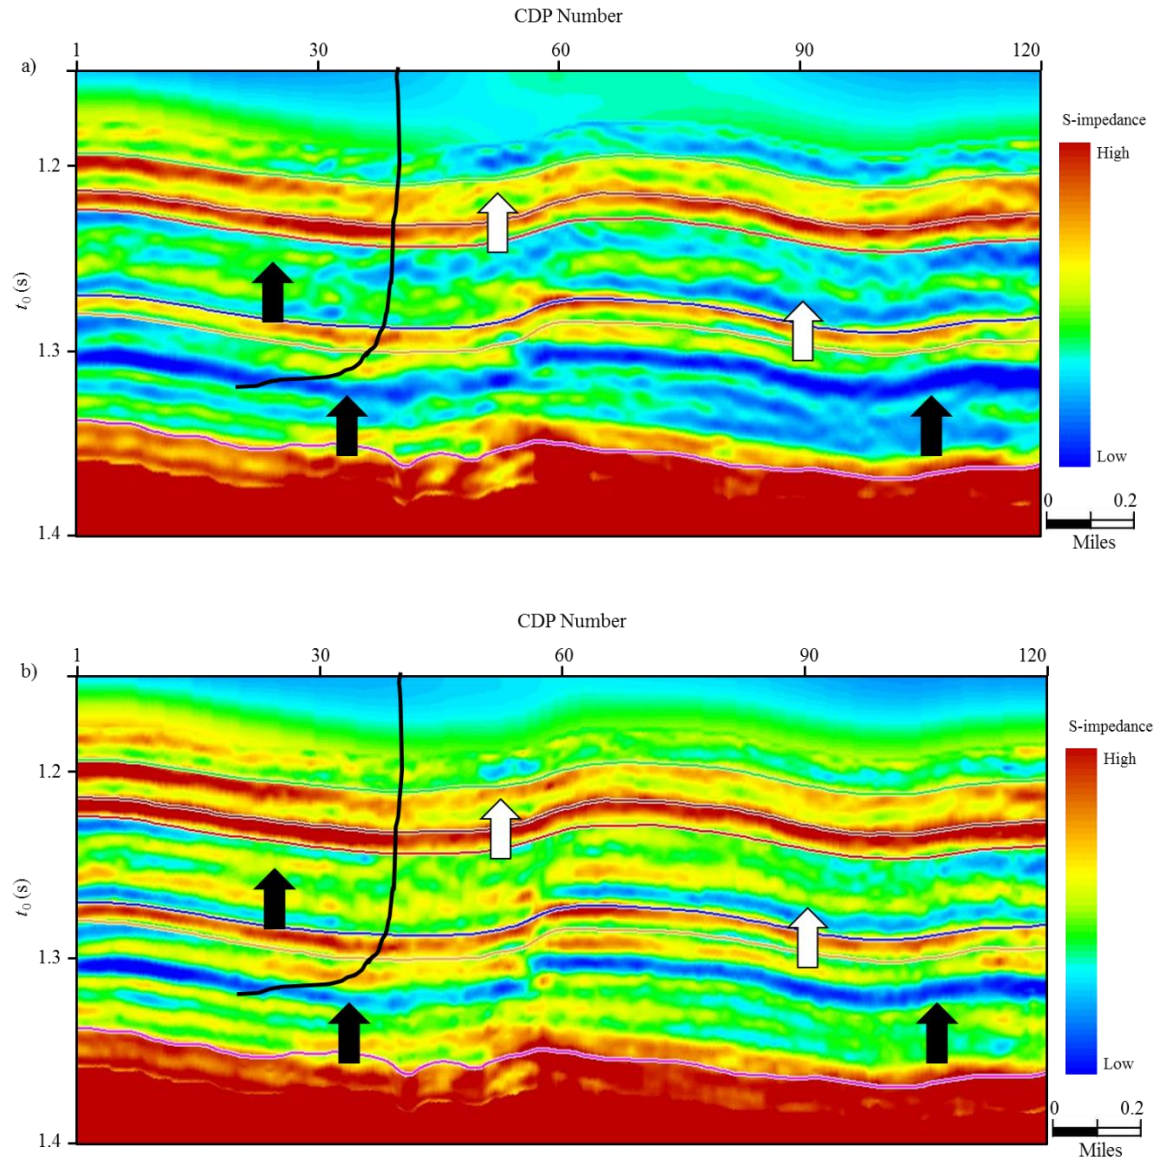 CDP Number
1 30 60 90 120
a)
S-impedance
High
1.2
t0 (s)
1.3
Low
0 0.2
1.4
Miles
CDP Number
1 30 60 90 120
b)
S-impedance
High
1.2
t0 (s)
1.3
Low
0 0.2
1.4
Miles